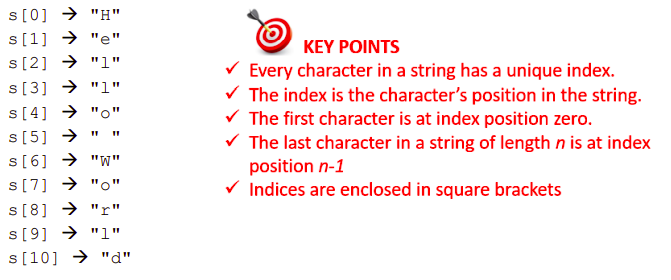 s[0] → "H"
s[1] → "e"
s[2] → "l"
s[3] → "l"
s[4] → "o"
s[5] → " "
s[6] → "W"
s[7] → "o"
s[8] → "r"
s[9] → "l"
s[10] → "d"
KEY POINTS
✓ Every character in a string has a unique index.
✓ The index is the character’s position in the string.
✓ The first character is at index position zero.
✓ The last character in a string of length n is at index
position n-1
✓ Indices are enclosed in square brackets